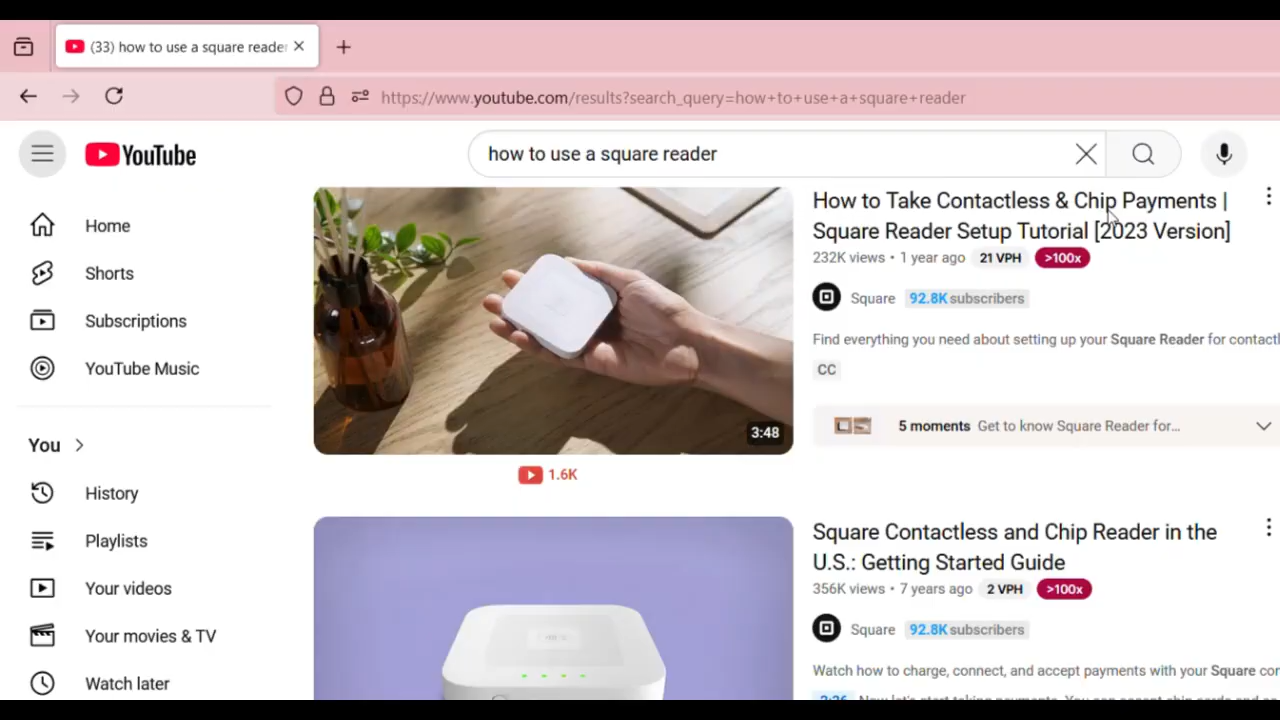 (33) how to use a square reader
https://www.youtube.com/results?search_query=how+to+use+a+square+reader
YouTube
how to use a square reader
Home
Shorts
Subscriptions
YouTube Music
You
History
Playlists
Your videos
Your movies & TV
Watch later
3:48
1.6K
How to Take Contactless & Chip Payments |
Square Reader Setup Tutorial [2023 Version]
232K views • 1 year ago 21 VPH >100x
Square 92.8K subscribers
Find everything you need about setting up your Square Reader for contactl
CC
5 moments Get to know Square Reader for...
Square Contactless and Chip Reader in the
U.S.: Getting Started Guide
356K views • 7 years ago 2 VPH >100x
Square 92.8K subscribers
Watch how to charge, connect, and accept payments with your Square con